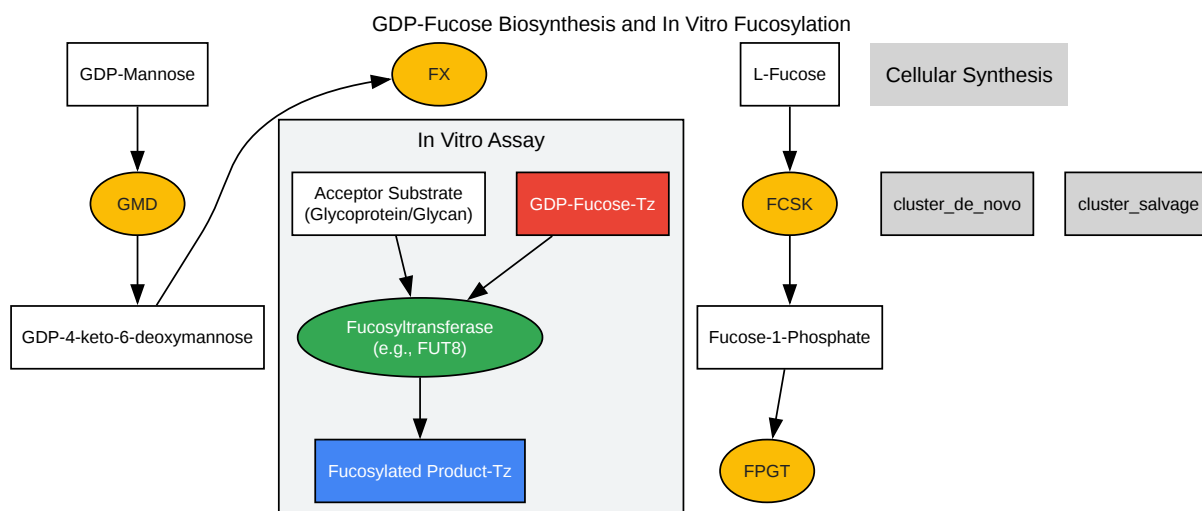 GDP-Fucose Biosynthesis and In Vitro Fucosylation
GDP-Mannose
FX
L-Fucose
Cellular Synthesis
In Vitro Assay
GMD
Acceptor Substrate
(Glycoprotein/Glycan)
GDP-Fucose-Tz
FCSK
cluster_de_novo
cluster_salvage
GDP-4-keto-6-deoxymannose
Fucosyltransferase
(e.g., FUT8)
Fucose-1-Phosphate
Fucosylated Product-Tz
FPGT